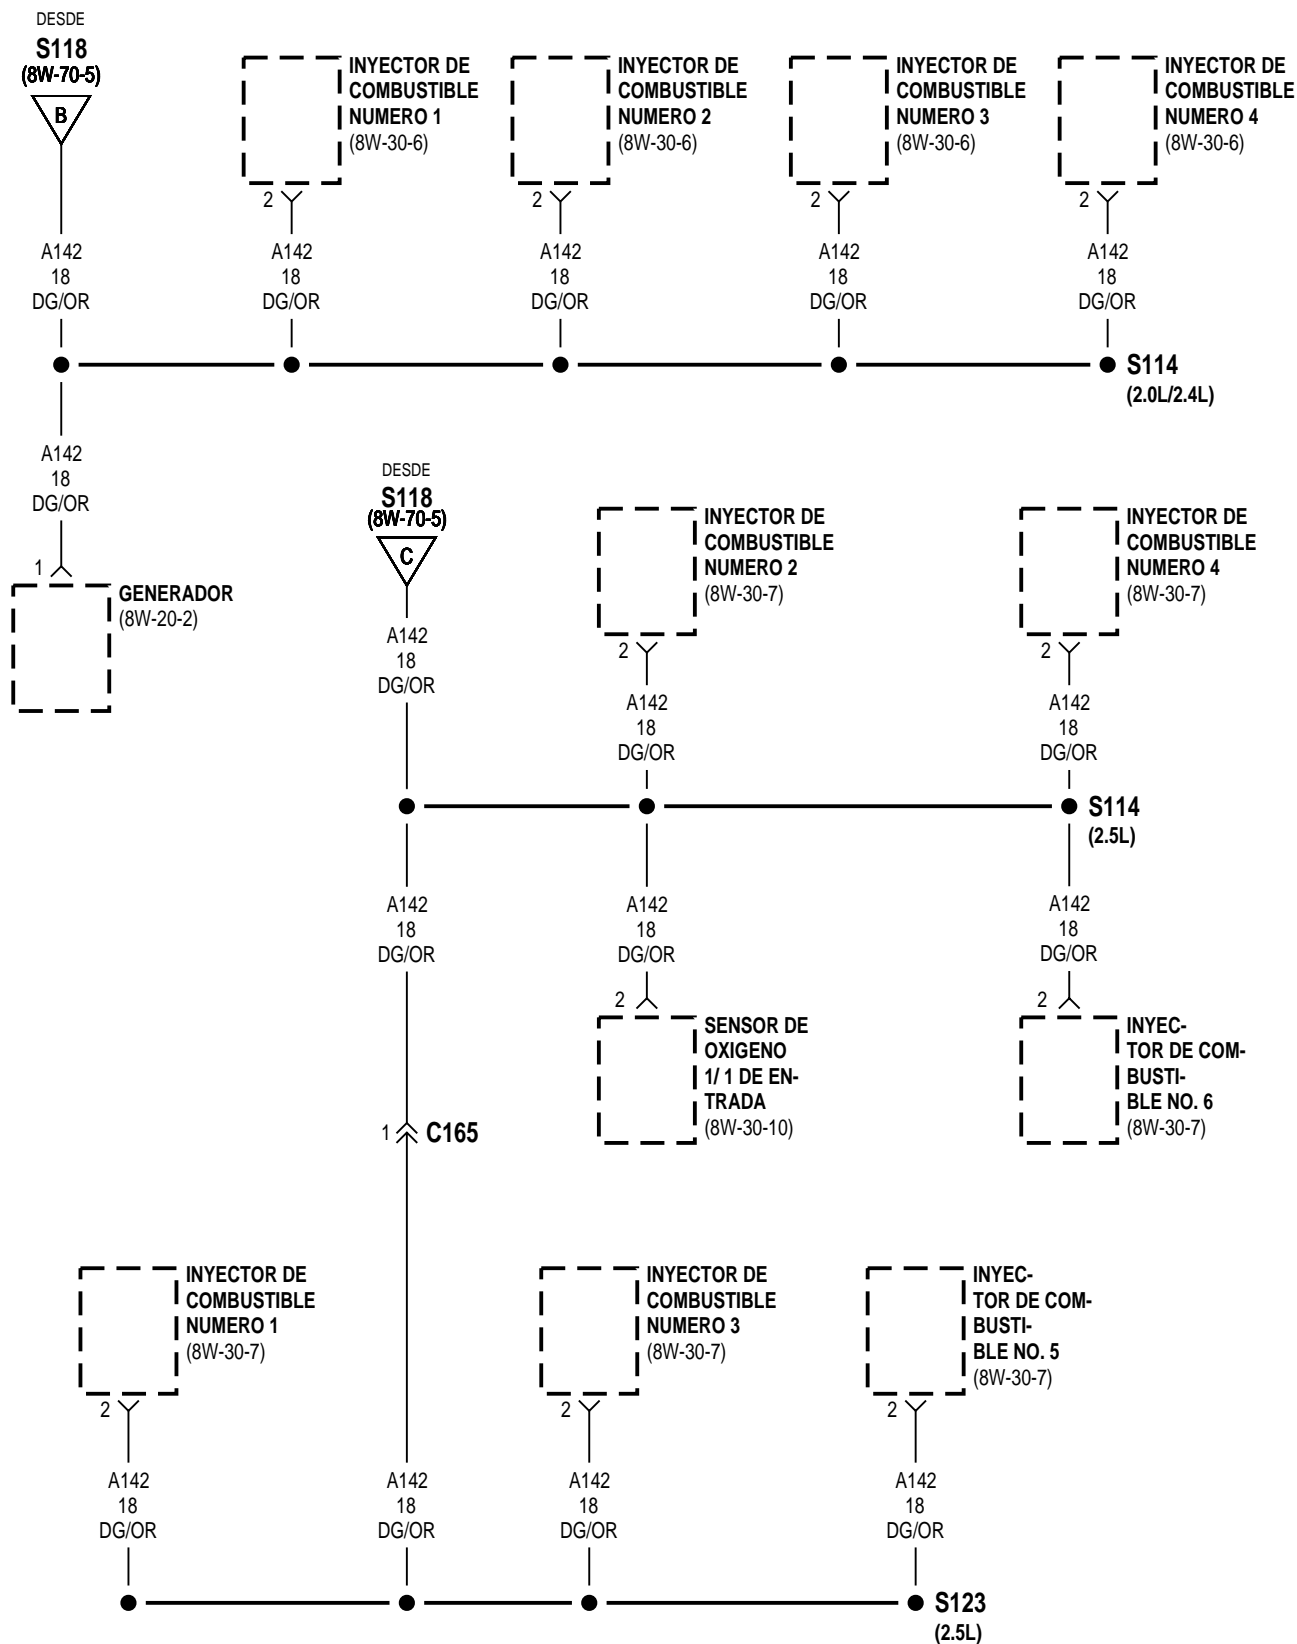 DESDE
S118
(8W-70-5)
B
INYECTOR DE
COMBUSTIBLE
NUMERO 1
(8W-30-6)
INYECTOR DE
COMBUSTIBLE
NUMERO 2
(8W-30-6)
INYECTOR DE
COMBUSTIBLE
NUMERO 3
(8W-30-6)
INYECTOR DE
COMBUSTIBLE
NUMERO 4
(8W-30-6)
2
2
2
2
A142
18
DG/OR
A142
18
DG/OR
A142
18
DG/OR
A142
18
DG/OR
A142
18
DG/OR
S114
(2.0L/2.4L)
A142
18
DG/OR
1
GENERADOR
(8W-20-2)
DESDE
S118
(8W-70-5)
C
INYECTOR DE
COMBUSTIBLE
NUMERO 2
(8W-30-7)
INYECTOR DE
COMBUSTIBLE
NUMERO 4
(8W-30-7)
2
2
A142
18
DG/OR
A142
18
DG/OR
A142
18
DG/OR
S114
(2.5L)
A142
18
DG/OR
A142
18
DG/OR
A142
18
DG/OR
2
2
SENSOR DE
OXIGENO
1/ 1 DE EN-
TRADA
(8W-30-10)
INYEC-
TOR DE COM-
BUSTI-
BLE NO. 6
(8W-30-7)
1
C165
INYECTOR DE
COMBUSTIBLE
NUMERO 1
(8W-30-7)
INYECTOR DE
COMBUSTIBLE
NUMERO 3
(8W-30-7)
INYEC-
TOR DE COM-
BUSTI-
BLE NO. 5
(8W-30-7)
2
2
2
A142
18
DG/OR
A142
18
DG/OR
A142
18
DG/OR
A142
18
DG/OR
S123
(2.5L)